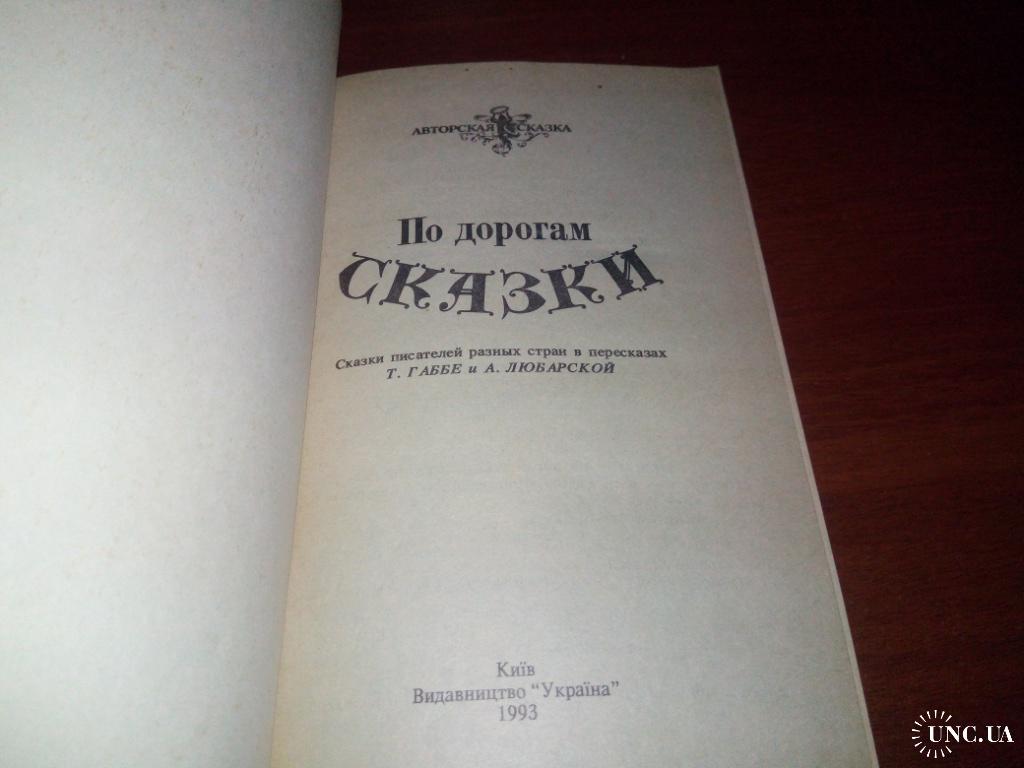 АВТОРСКАЯ СКАЗКА
По дорогам
СКАЗКИ
Сказки писателей разных стран в пересказах
Т. ГАББЕ и А. ЛЮБАРСКОЙ
Київ
Видавництво “Україна”
1993
UNC.UA